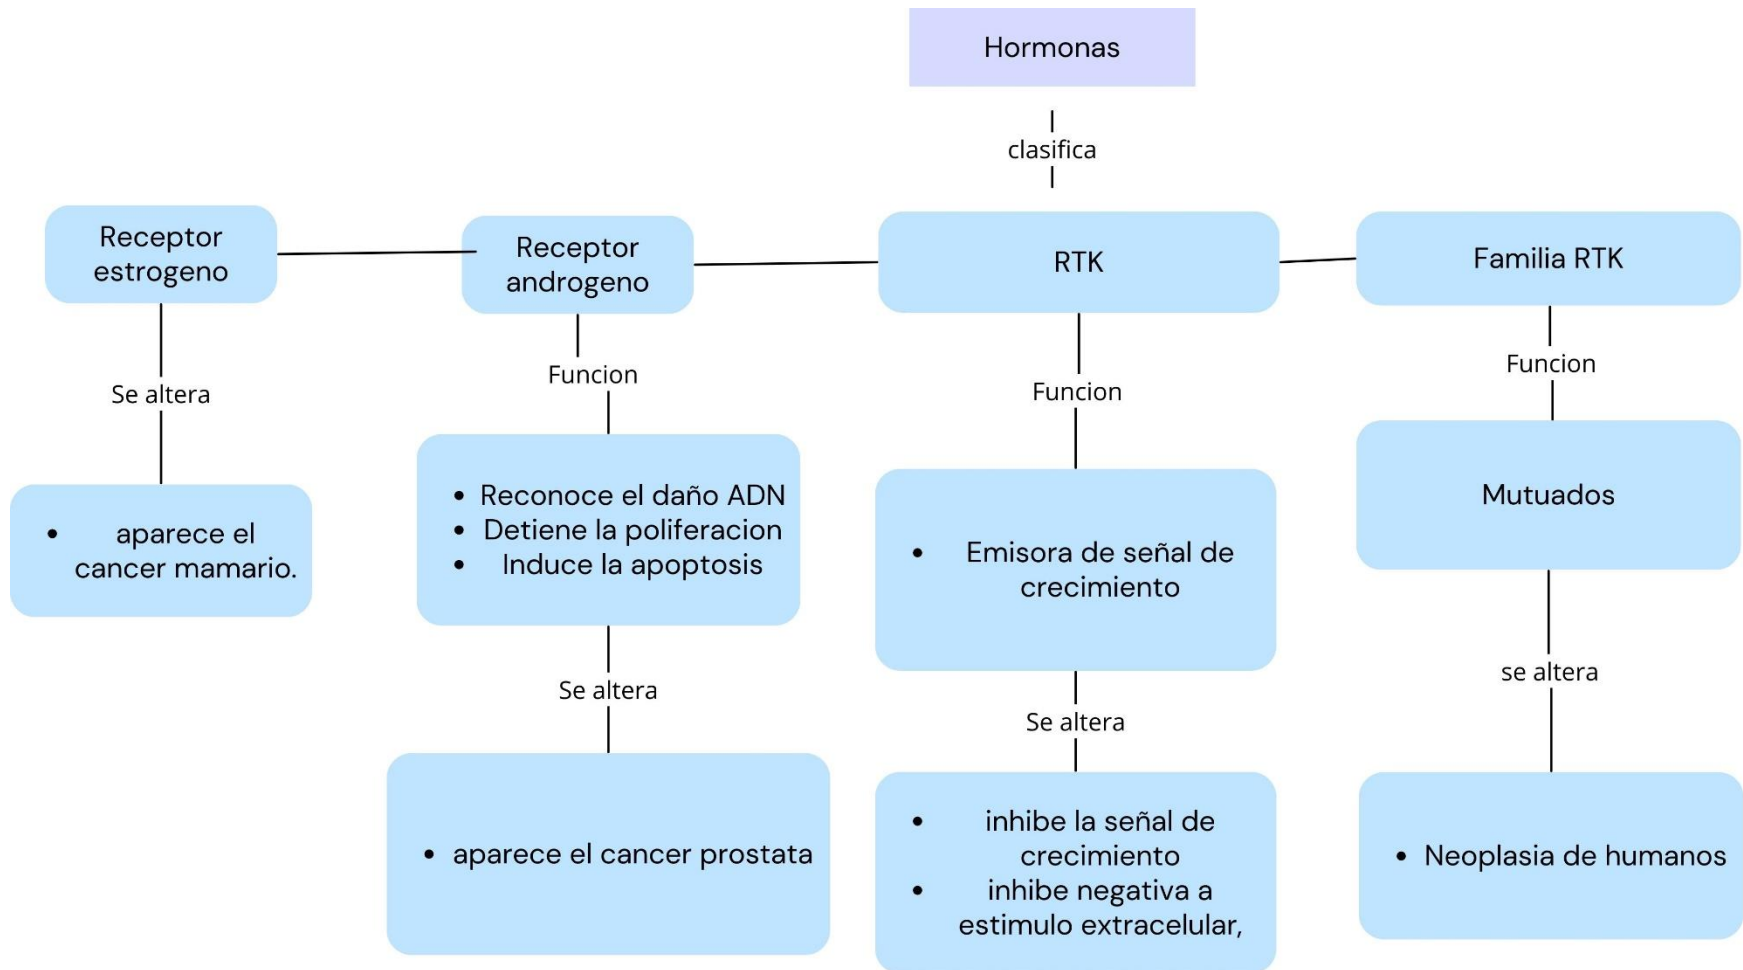 Hormonas
clasifica
Receptor
estrogeno
Receptor
androgeno
RTK
Familia RTK
Se altera
Funcion
Funcion
Funcion
• aparece el
cancer mamario.
• Reconoce el daño ADN
• Detiene la poliferacion
• Induce la apoptosis
• Emisora de señal de
crecimiento
Mutuados
Se altera
Se altera
se altera
• aparece el cancer prostata
• inhibe la señal de
crecimiento
• inhibe negativa a
estimulo extracelular,
• Neoplasia de humanos